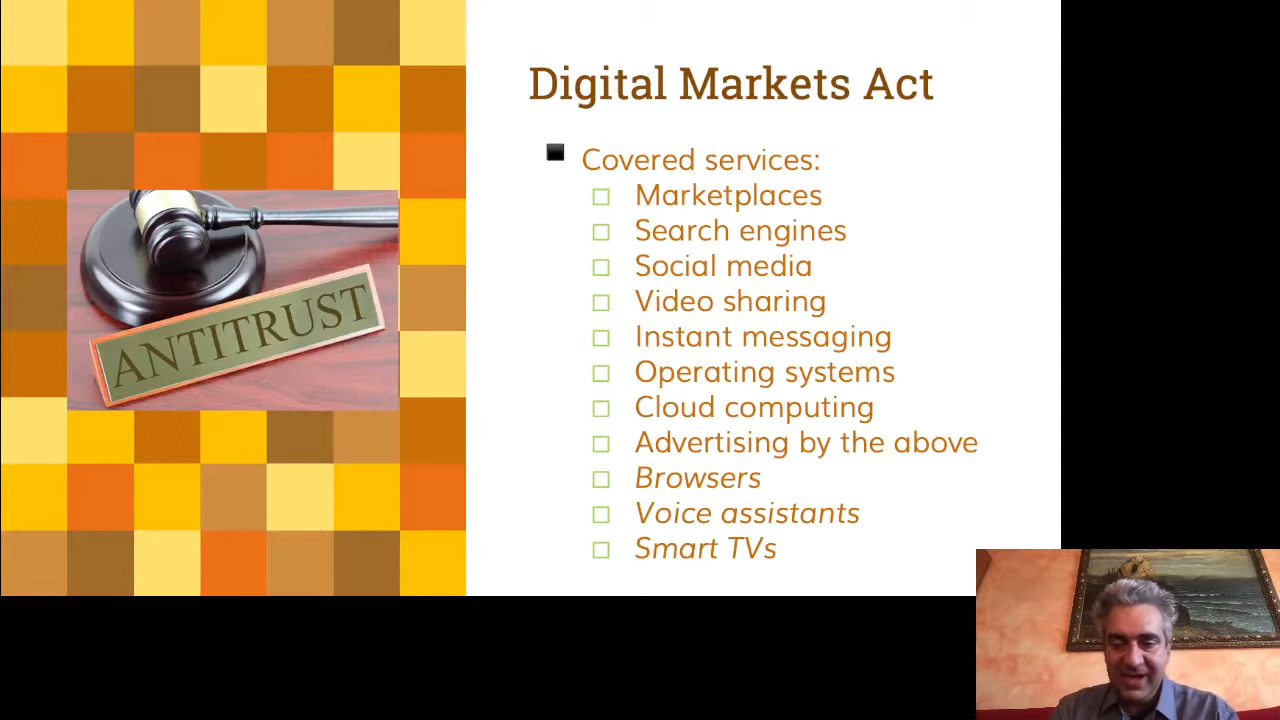 Digital Markets Act
Covered services:
Marketplaces
Search engines
Social media
Video sharing
Instant messaging
Operating systems
Cloud computing
Advertising by the above
Browsers
Voice assistants
Smart TVs
ANTITRUST